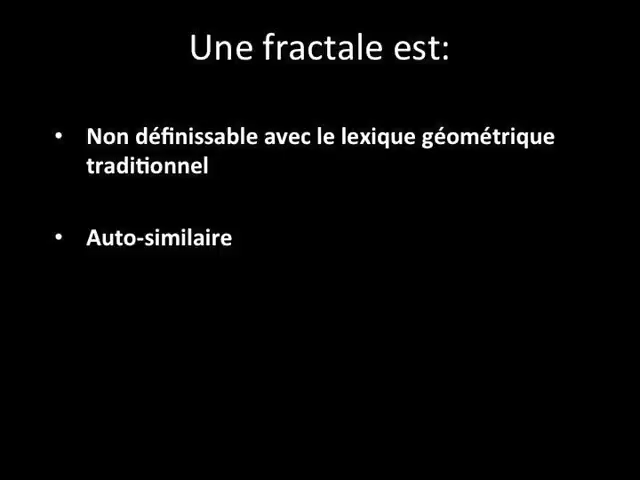 Une fractale est:
• Non définissable avec le lexique géométrique
traditionnel
• Auto-similaire